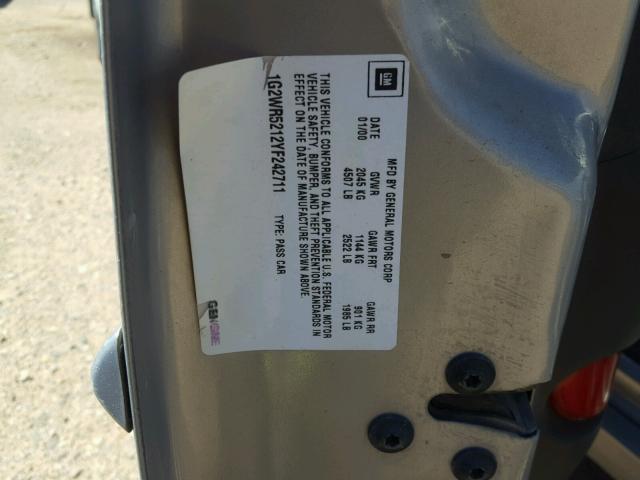 GM
MFD BY GENERAL MOTORS CORP
DATE GVWR GAWR FRT GAWR RR
01/00 2045 KG 1144 KG 901 KG
4507 LB 2522 LB 1985 LB
THIS VEHICLE CONFORMS TO ALL APPLICABLE U.S. FEDERAL MOTOR
VEHICLE SAFETY, BUMPER, AND THEFT PREVENTION STANDARDS IN
EFFECT ON THE DATE OF MANUFACTURE SHOWN ABOVE.
1G2WR5212YF242711 TYPE: PASS CAR